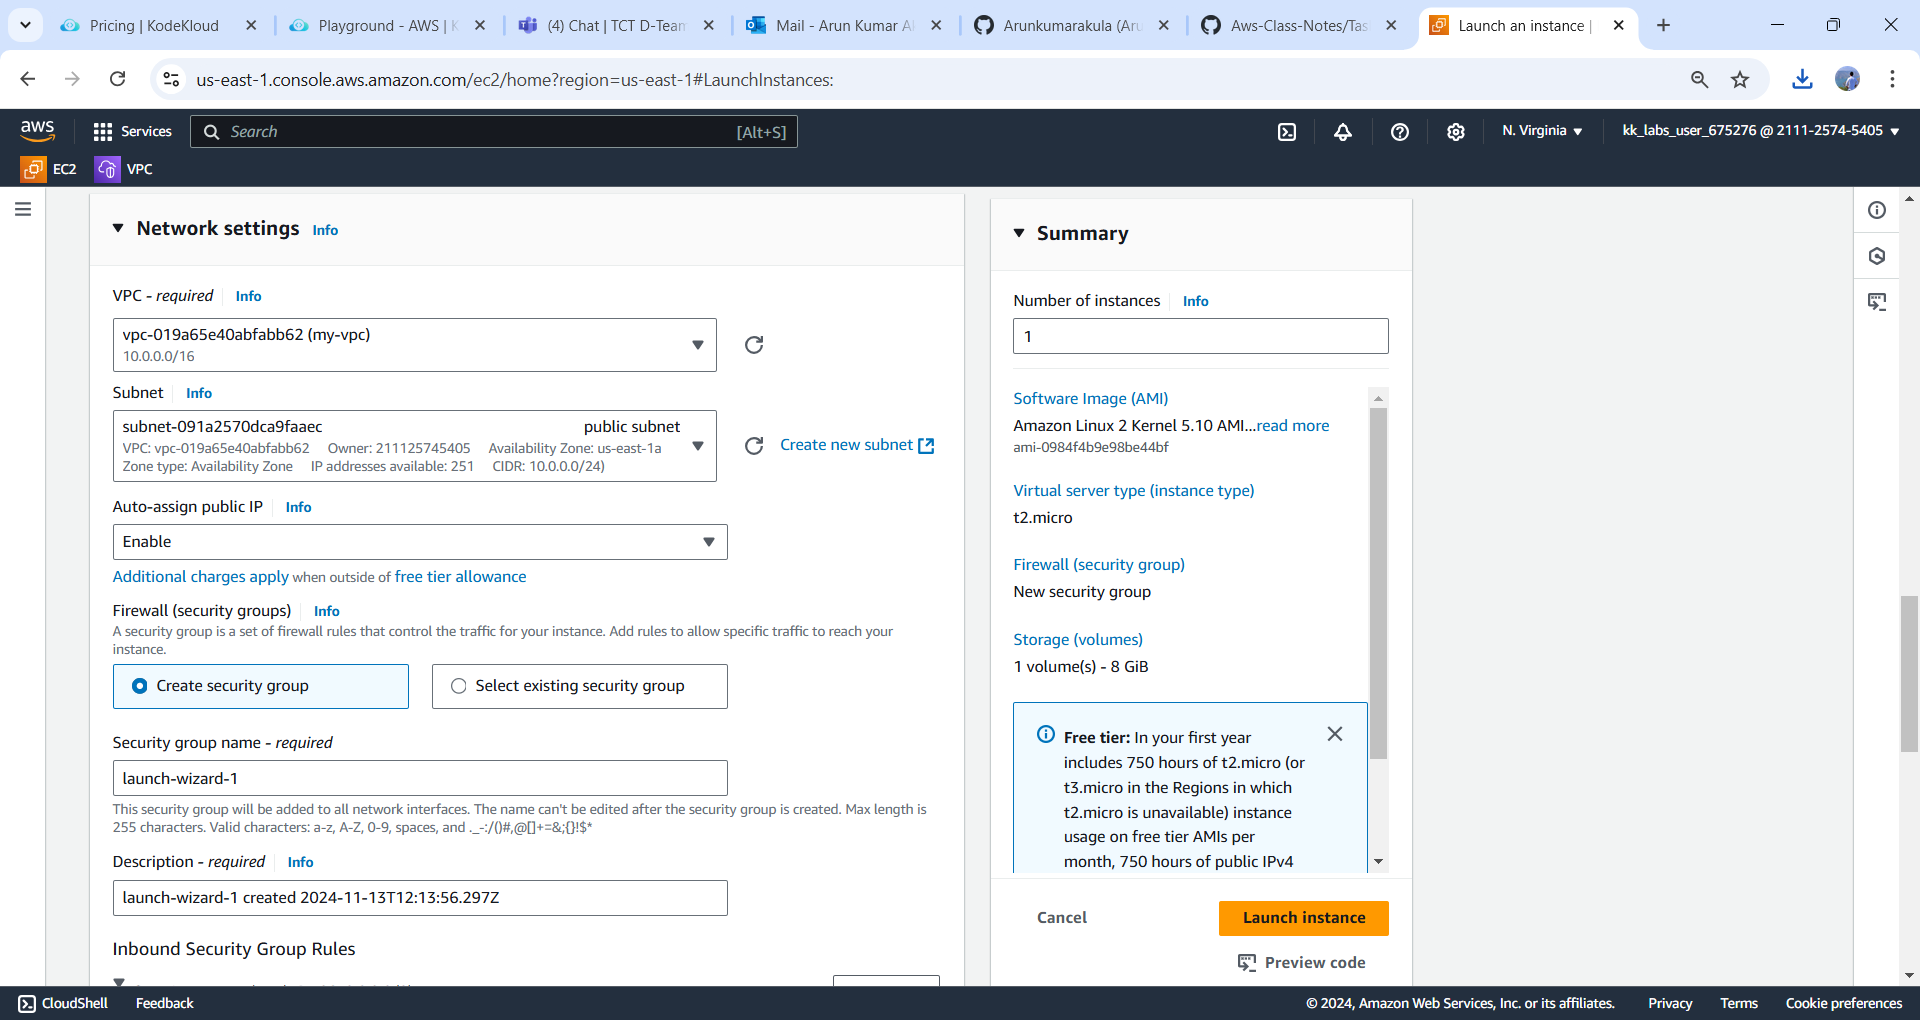 Pricing | KodeKloud
Playground - AWS | K
(4) Chat | TCT D-Team
Mail - Arun Kumar A
Arunkumarakula (Aru
Aws-Class-Notes/Tas
Launch an instance |
us-east-1.console.aws.amazon.com/ec2/home?region=us-east-1#LaunchInstances:
aws
Services
Search
[Alt+S]
N. Virginia
kk_labs_user_675276 @ 2111-2574-5405
EC2
VPC
Network settings Info
VPC - required Info
vpc-019a65e40abfabb62 (my-vpc)
10.0.0.0/16
Subnet Info
subnet-091a2570dca9faaec public subnet
VPC: vpc-019a65e40abfabb62 Owner: 211125745405 Availability Zone: us-east-1a
Zone type: Availability Zone IP addresses available: 251 CIDR: 10.0.0.0/24)
Create new subnet
Auto-assign public IP Info
Enable
Additional charges apply when outside of free tier allowance
Firewall (security groups) Info
A security group is a set of firewall rules that control the traffic for your instance. Add rules to allow specific traffic to reach your
instance.
Create security group
Select existing security group
Security group name - required
launch-wizard-1
This security group will be added to all network interfaces. The name can't be edited after the security group is created. Max length is
255 characters. Valid characters: a-z, A-Z, 0-9, spaces, and ._-:/()#,@[]+=&;{}!$*
Description - required Info
launch-wizard-1 created 2024-11-13T12:13:56.297Z
Inbound Security Group Rules
Summary
Number of instances Info
1
Software Image (AMI)
Amazon Linux 2 Kernel 5.10 AMI...read more
ami-0984f4b9e98be44bf
Virtual server type (instance type)
t2.micro
Firewall (security group)
New security group
Storage (volumes)
1 volume(s) - 8 GiB
Free tier: In your first year
includes 750 hours of t2.micro (or
t3.micro in the Regions in which
t2.micro is unavailable) instance
usage on free tier AMIs per
month, 750 hours of public IPv4
Cancel
Launch instance
Preview code
CloudShell
Feedback
© 2024, Amazon Web Services, Inc. or its affiliates.
Privacy
Terms
Cookie preferences